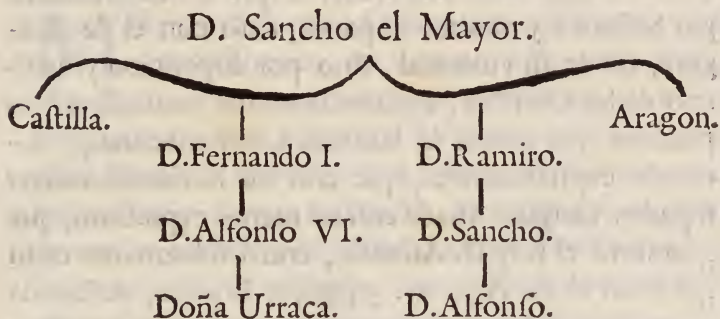 D. Sancho el Mayor.
Caſtilla. Aragon.
D.Fernando I. D.Ramiro.
D.Alfonſo VI. D.Sancho.
Doña Urraca. D.Alfonſo.